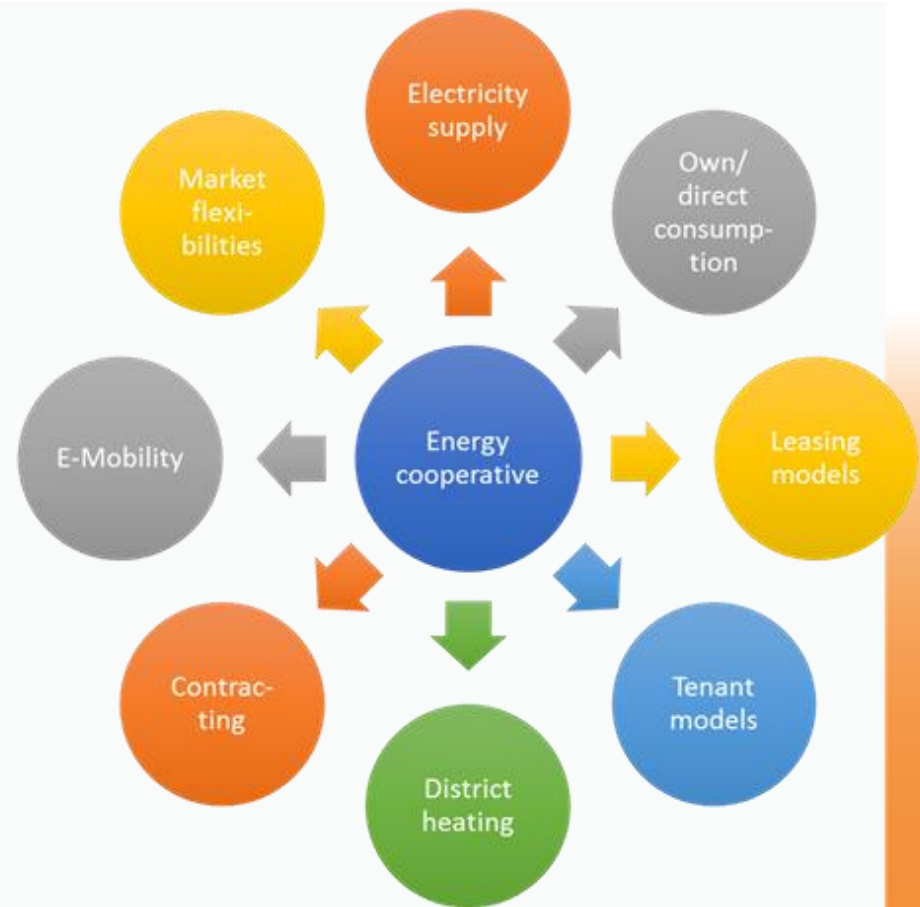 Electricity
supply
Own/
direct
consump-
tion
Leasing
models
Tenant
models
District
heating
Contrac-
ting
E-Mobility
Market
flexi-
bilities
Energy
cooperative